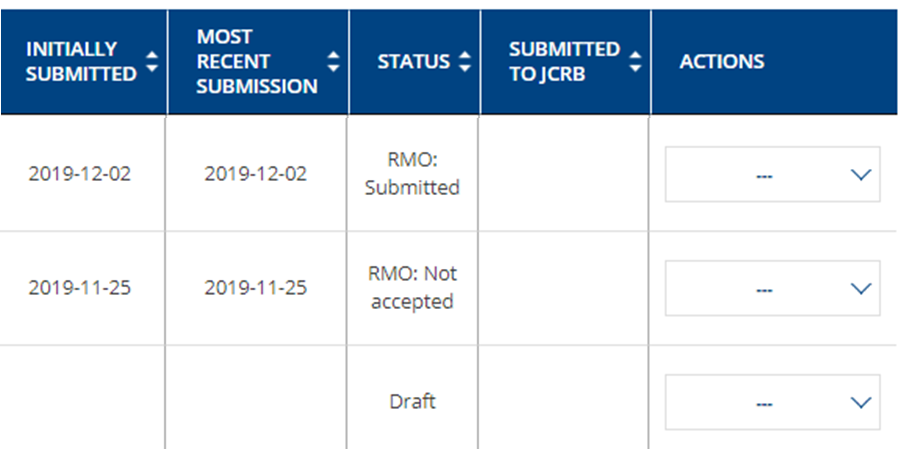 INITIALLY
SUBMITTED
MOST
RECENT
SUBMISSION
STATUS
SUBMITTED
TO JCRB
ACTIONS
2019-12-02
2019-12-02
RMO:
Submitted
---
2019-11-25
2019-11-25
RMO: Not
accepted
---
Draft
---